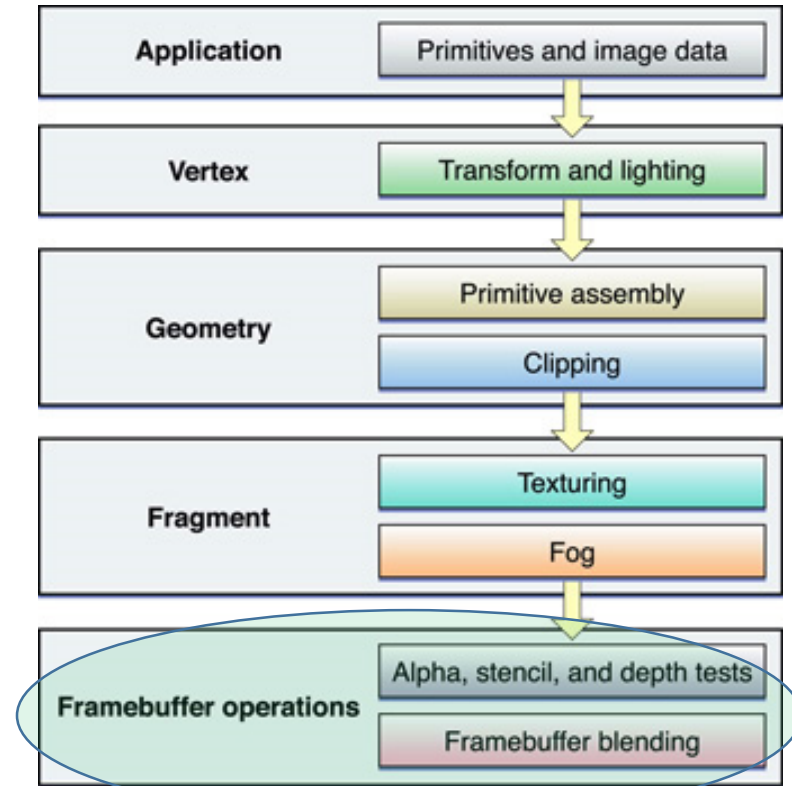 Application
Primitives and image data
Vertex
Transform and lighting
Geometry
Primitive assembly
Clipping
Fragment
Texturing
Fog
Framebuffer operations
Alpha, stencil, and depth tests
Framebuffer blending